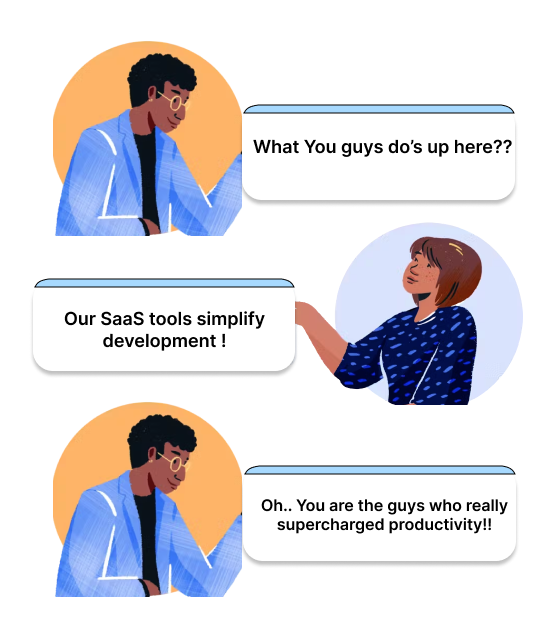 What You guys do’s up here??
Our SaaS tools simplify
development !
Oh.. You are the guys who really
supercharged productivity!!